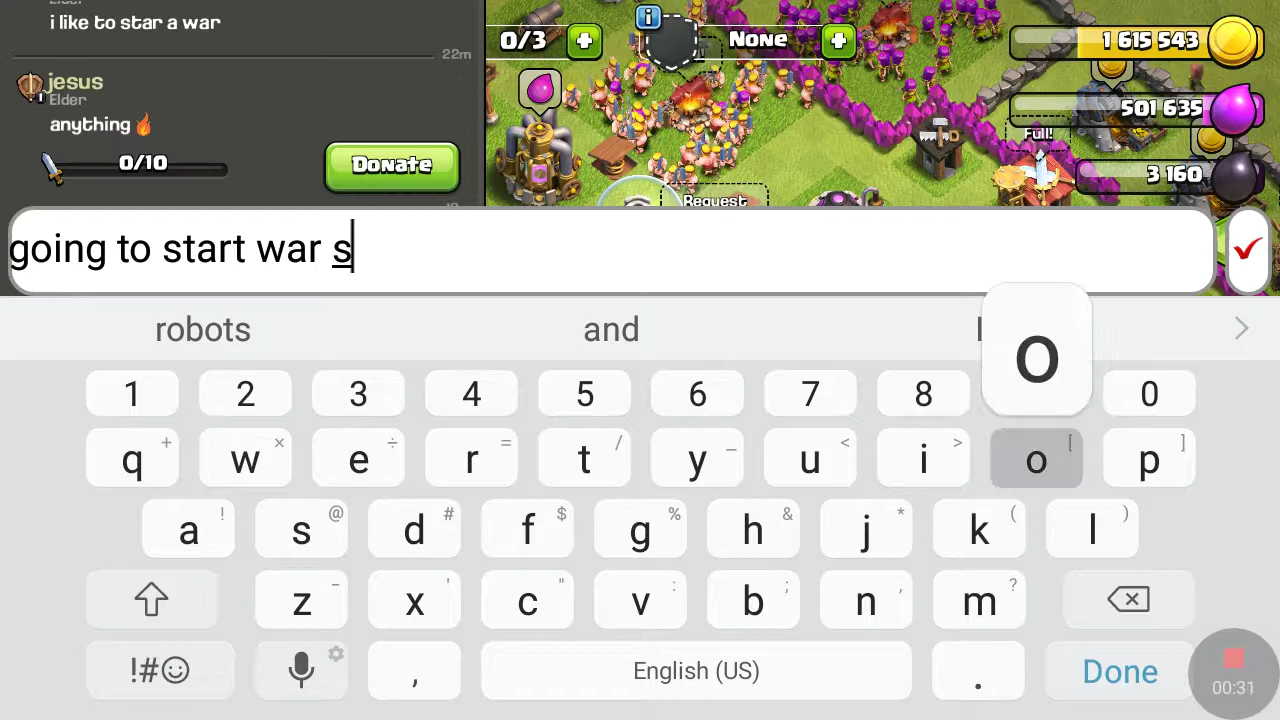 i like to star a war
22m
jesus
Elder
anything 🔥
0/10
Donate
0/3
None
1 615 543
501 635
Full!
3 160
Request
going to start war s
robots
and
o
1 2 3 4 5 6 7 8 0
q + w × e ÷ r = t / y _ u < i > o [ p ]
a ! s @ d # f $ g % h & j * k ( l )
z - x ' c " v : b ; n , m ?
!#☺ , English (US) . Done
00:31